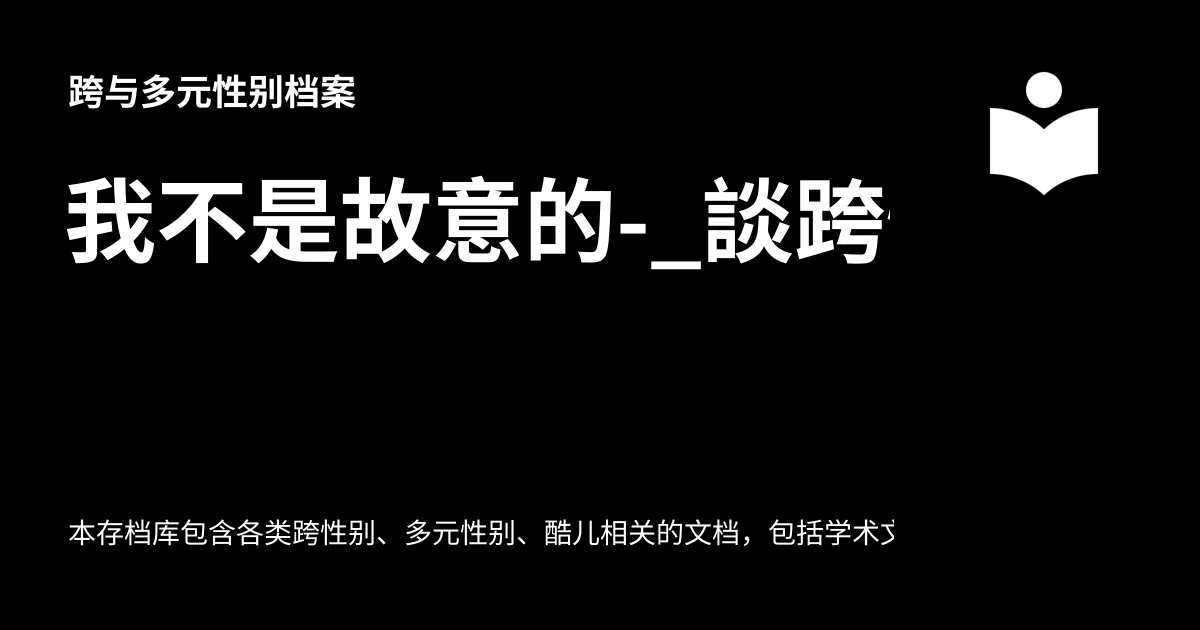 跨与多元性别档案
我不是故意的-_談跨
本存档库包含各类跨性别、多元性别、酷儿相关的文档，包括学术